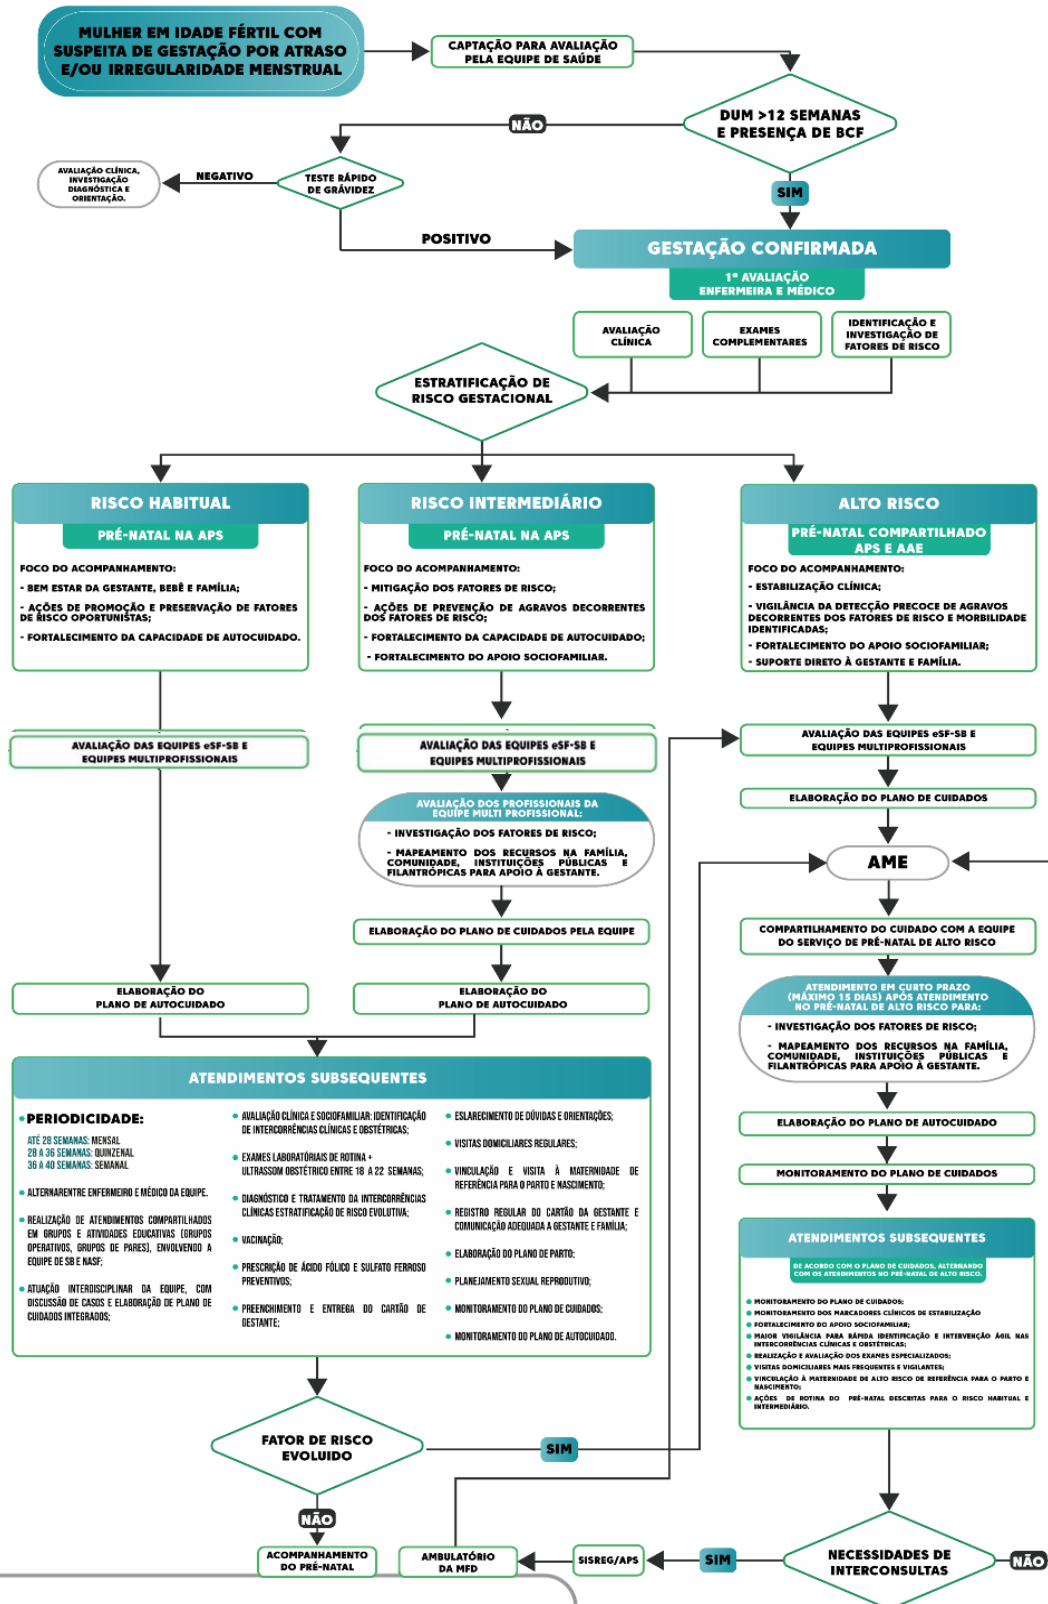 MULHER EM IDADE FÉRTIL COM
SUSPEITA DE GESTAÇÃO POR ATRASO
E/OU IRREGULARIDADE MENSTRUAL
CAPTAÇÃO PARA AVALIAÇÃO
PELA EQUIPE DE SAÚDE
DUM >12 SEMANAS
E PRESENÇA DE BCF
NÃO
SIM
TESTE RÁPIDO
DE GRÁVIDEZ
NEGATIVO
AVALIAÇÃO CLÍNICA,
INVESTIGAÇÃO
DIAGNÓSTICA E
ORIENTAÇÃO.
POSITIVO
GESTAÇÃO CONFIRMADA
1ª AVALIAÇÃO
ENFERMEIRA E MÉDICO
AVALIAÇÃO
CLÍNICA
EXAMES
COMPLEMENTARES
IDENTIFICAÇÃO E
INVESTIGAÇÃO DE
FATORES DE RISCO
ESTRATIFICAÇÃO DE
RISCO GESTACIONAL
RISCO HABITUAL
PRÉ-NATAL NA APS
FOCO DO ACOMPANHAMENTO:
- BEM ESTAR DA GESTANTE, BEBÊ E FAMÍLIA;
- AÇÕES DE PROMOÇÃO E PRESERVAÇÃO DE FATORES
DE RISCO OPORTUNISTAS;
- FORTALECIMENTO DA CAPACIDADE DE AUTOCUIDADO.
AVALIAÇÃO DAS EQUIPES eSF-SB E
EQUIPES MULTIPROFISSIONAIS
ELABORAÇÃO DO
PLANO DE AUTOCUIDADO
RISCO INTERMEDIÁRIO
PRÉ-NATAL NA APS
FOCO DO ACOMPANHAMENTO:
- MITIGAÇÃO DOS FATORES DE RISCO;
- AÇÕES DE PREVENÇÃO DE AGRAVOS DECORRENTES
DOS FATORES DE RISCO;
- FORTALECIMENTO DA CAPACIDADE DE AUTOCUIDADO;
- FORTALECIMENTO DO APOIO SOCIOFAMILIAR.
AVALIAÇÃO DAS EQUIPES eSF-SB E
EQUIPES MULTIPROFISSIONAIS
AVALIAÇÃO DOS PROFISSIONAIS DA
EQUIPE MULTI PROFISSIONAL:
- INVESTIGAÇÃO DOS FATORES DE RISCO;
- MAPEAMENTO DOS RECURSOS NA FAMÍLIA,
COMUNIDADE, INSTITUIÇÕES PÚBLICAS E
FILANTRÓPICAS PARA APOIO À GESTANTE.
ELABORAÇÃO DO PLANO DE CUIDADOS PELA EQUIPE
ELABORAÇÃO DO
PLANO DE AUTOCUIDADO
ALTO RISCO
PRÉ-NATAL COMPARTILHADO
APS E AAE
FOCO DO ACOMPANHAMENTO:
- ESTABILIZAÇÃO CLÍNICA;
- VIGILÂNCIA DA DETECÇÃO PRECOCE DE AGRAVOS
DECORRENTES DOS FATORES DE RISCO E MORBILIDADE
IDENTIFICADAS;
- FORTALECIMENTO DO APOIO SOCIOFAMILIAR;
- SUPORTE DIRETO À GESTANTE E FAMÍLIA.
AVALIAÇÃO DAS EQUIPES eSF-SB E
EQUIPES MULTIPROFISSIONAIS
ELABORAÇÃO DO PLANO DE CUIDADOS
AME
COMPARTILHAMENTO DO CUIDADO COM A EQUIPE
DO SERVIÇO DE PRÉ-NATAL DE ALTO RISCO
ATENDIMENTO EM CURTO PRAZO
(MÁXIMO 15 DIAS) APÓS ATENDIMENTO
NO PRÉ-NATAL DE ALTO RISCO PARA:
- INVESTIGAÇÃO DOS FATORES DE RISCO;
- MAPEAMENTO DOS RECURSOS NA FAMÍLIA,
COMUNIDADE, INSTITUIÇÕES PÚBLICAS E
FILANTRÓPICAS PARA APOIO À GESTANTE.
ELABORAÇÃO DO PLANO DE AUTOCUIDADO
MONITORAMENTO DO PLANO DE CUIDADOS
ATENDIMENTOS SUBSEQUENTES
• PERIODICIDADE:
ATÉ 28 SEMANAS: MENSAL
28 A 36 SEMANAS: QUINZENAL
36 A 40 SEMANAS: SEMANAL
• ALTERNARENTRE ENFERMEIRO E MÉDICO DA EQUIPE.
• REALIZAÇÃO DE ATENDIMENTOS COMPARTILHADOS
EM GRUPOS E ATIVIDADES EDUCATIVAS (GRUPOS
OPERATIVOS, GRUPOS DE PARES), ENVOLVENDO A
EQUIPE DE SB E NASF;
• ATUAÇÃO INTERDISCIPLINAR DA EQUIPE, COM
DISCUSSÃO DE CASOS E ELABORAÇÃO DE PLANO DE
CUIDADOS INTEGRADOS;
• AVALIAÇÃO CLÍNICA E SOCIOFAMILIAR: IDENTIFICAÇÃO
DE INTERCORRÊNCIAS CLÍNICAS E OBSTÉTRICAS;
• EXAMES LABORATÓRIAIS DE ROTINA +
ULTRASSOM OBSTÉTRICO ENTRE 18 A 22 SEMANAS;
• DIAGNÓSTICO E TRATAMENTO DA INTERCORRÊNCIAS
CLÍNICAS ESTRATIFICAÇÃO DE RISCO EVOLUTIVA;
• VACINAÇÃO;
• PRESCRIÇÃO DE ÁCIDO FÓLICO E SULFATO FERROSO
PREVENTIVOS;
• PREENCHIMENTO E ENTREGA DO CARTÃO DE
GESTANTE;
• ESLARECIMENTO DE DÚVIDAS E ORIENTAÇÕES;
• VISITAS DOMICILIARES REGULARES;
• VINCULAÇÃO E VISITA À MATERNIDADE DE
REFERÊNCIA PARA O PARTO E NASCIMENTO;
• REGISTRO REGULAR DO CARTÃO DA GESTANTE E
COMUNICAÇÃO ADEQUADA A GESTANTE E FAMÍLIA;
• ELABORAÇÃO DO PLANO DE PARTO;
• PLANEJAMENTO SEXUAL REPRODUTIVO;
• MONITORAMENTO DO PLANO DE CUIDADOS;
• MONITORAMENTO DO PLANO DE AUTOCUIDADO.
ATENDIMENTOS SUBSEQUENTES
DE ACORDO COM O PLANO DE CUIDADOS, ALTERNANDO
COM OS ATENDIMENTOS NO PRÉ-NATAL DE ALTO RISCO.
• MONITORAMENTO DO PLANO DE CUIDADOS;
• MONITORAMENTO DOS MARCADORES CLÍNICOS DE ESTABILIZAÇÃO
• FORTALECIMENTO DO APOIO SOCIOFAMILIAR;
• MAIOR VIGILÂNCIA PARA RÁPIDA IDENTIFICAÇÃO E INTERVENÇÃO ÁGIL NAS
INTERCORRÊNCIAS CLÍNICAS E OBSTÉTRICAS;
• REALIZAÇÃO E AVALIAÇÃO DOS EXAMES ESPECIALIZADOS;
• VISITAS DOMICILIARES MAIS FREQUENTES E VIGILANTES;
• VINCULAÇÃO À MATERNIDADE DE ALTO RISCO DE REFERÊNCIA PARA O PARTO E
NASCIMENTO;
• AÇÕES DE ROTINA DO PRÉ-NATAL DESCRITAS PARA O RISCO HABITUAL E
INTERMEDIÁRIO.
FATOR DE RISCO
EVOLUIDO
SIM
NÃO
ACOMPANHAMENTO
DO PRÉ-NATAL
AMBULATÓRIO
DA MFD
SISREG/APS
SIM
NECESSIDADES DE
INTERCONSULTAS
NÃO